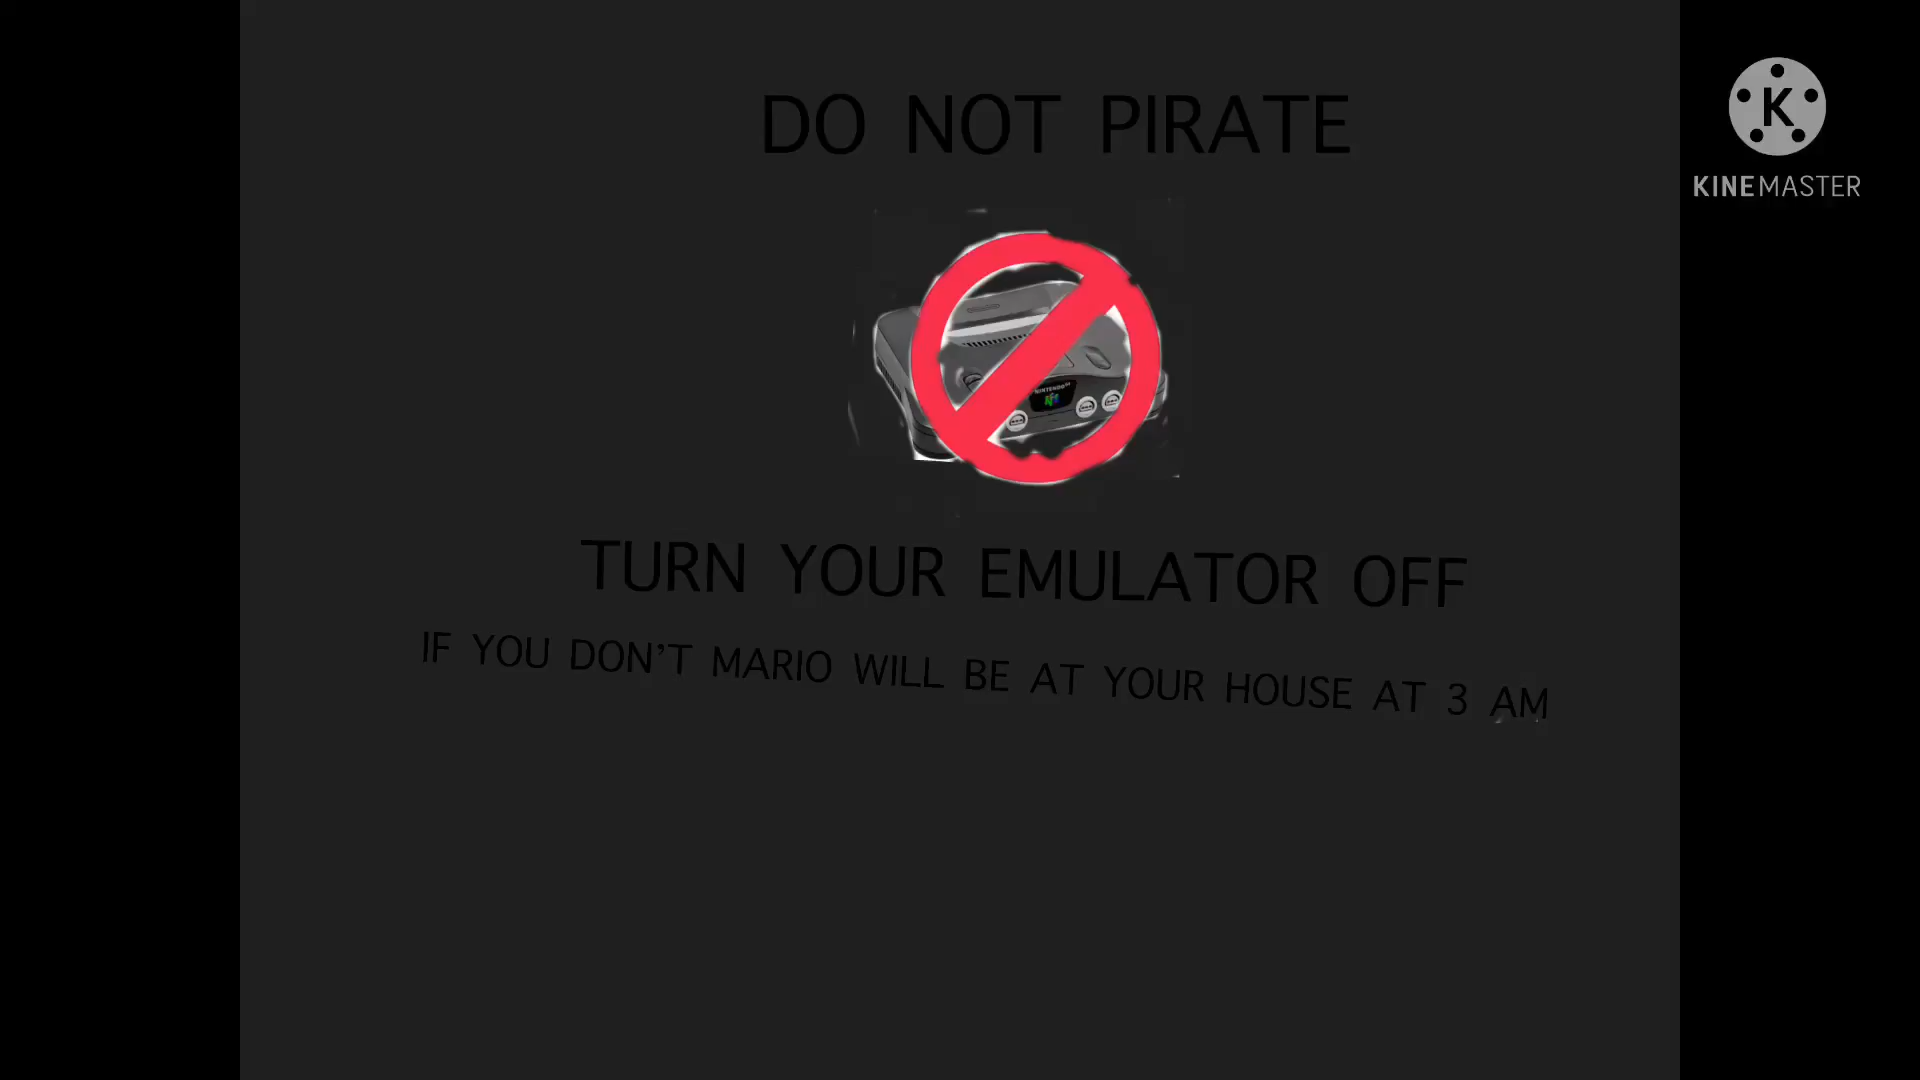 DO NOT PIRATE
K
KINEMASTER
NINTENDO64
TURN YOUR EMULATOR OFF
IF YOU DON'T MARIO WILL BE AT YOUR HOUSE AT 3 AM